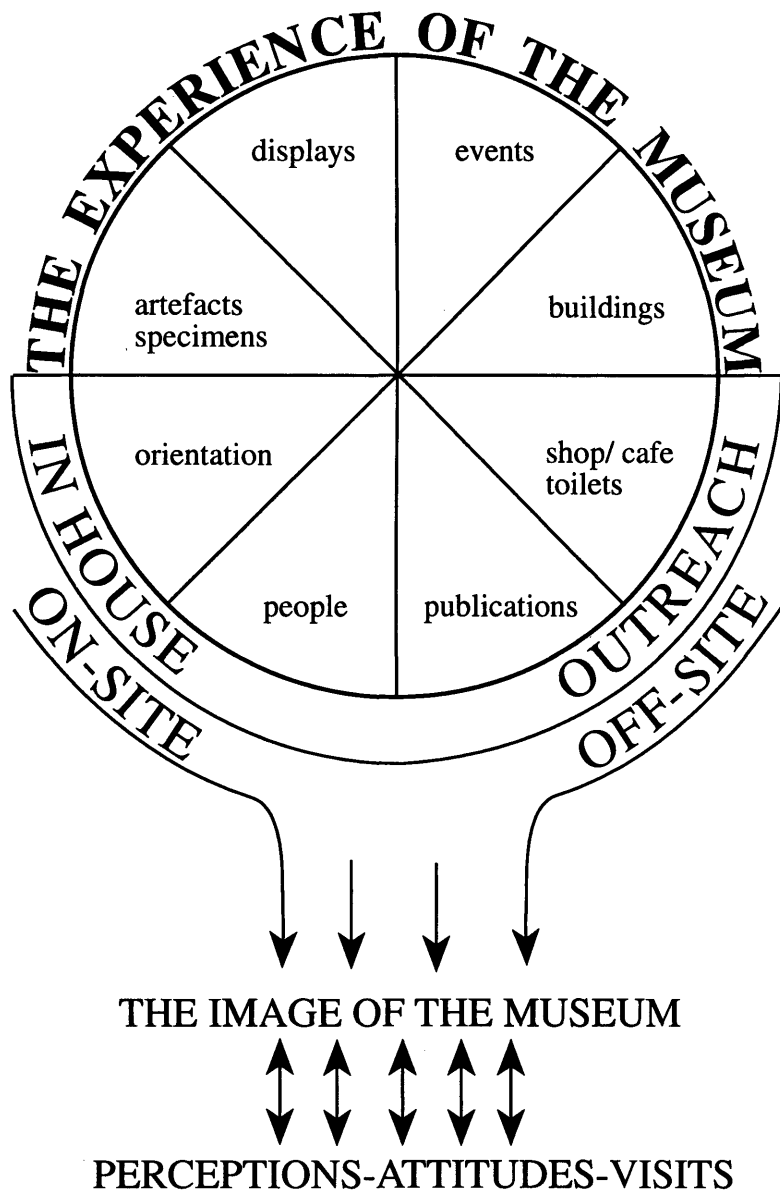 THE EXPERIENCE OF THE MUSEUM
displays
events
artefacts
specimens
buildings
orientation
shop/ cafe
toilets
people
publications
IN HOUSE
OUTREACH
ON-SITE
OFF-SITE
THE IMAGE OF THE MUSEUM
PERCEPTIONS-ATTITUDES-VISITS